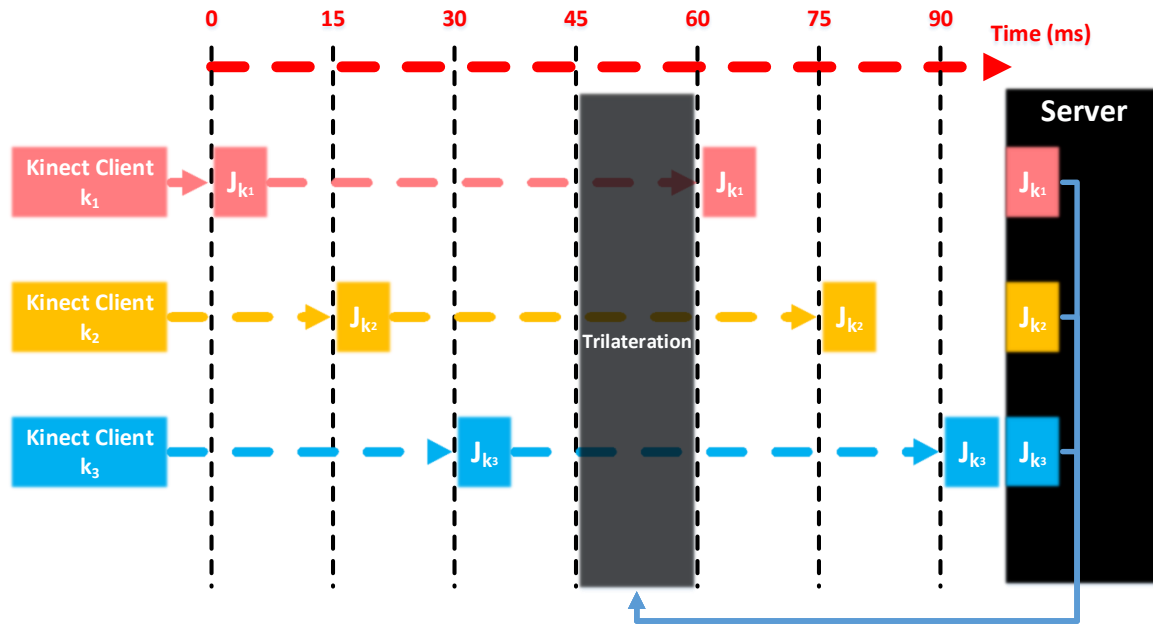 0 15 30 45 60 75 90
Time (ms)
Server
Kinect Client
k1
Jk1
Jk1
Jk1
Kinect Client
k2
Jk2
Jk2
Jk2
Trilateration
Kinect Client
k3
Jk3
Jk3
Jk3